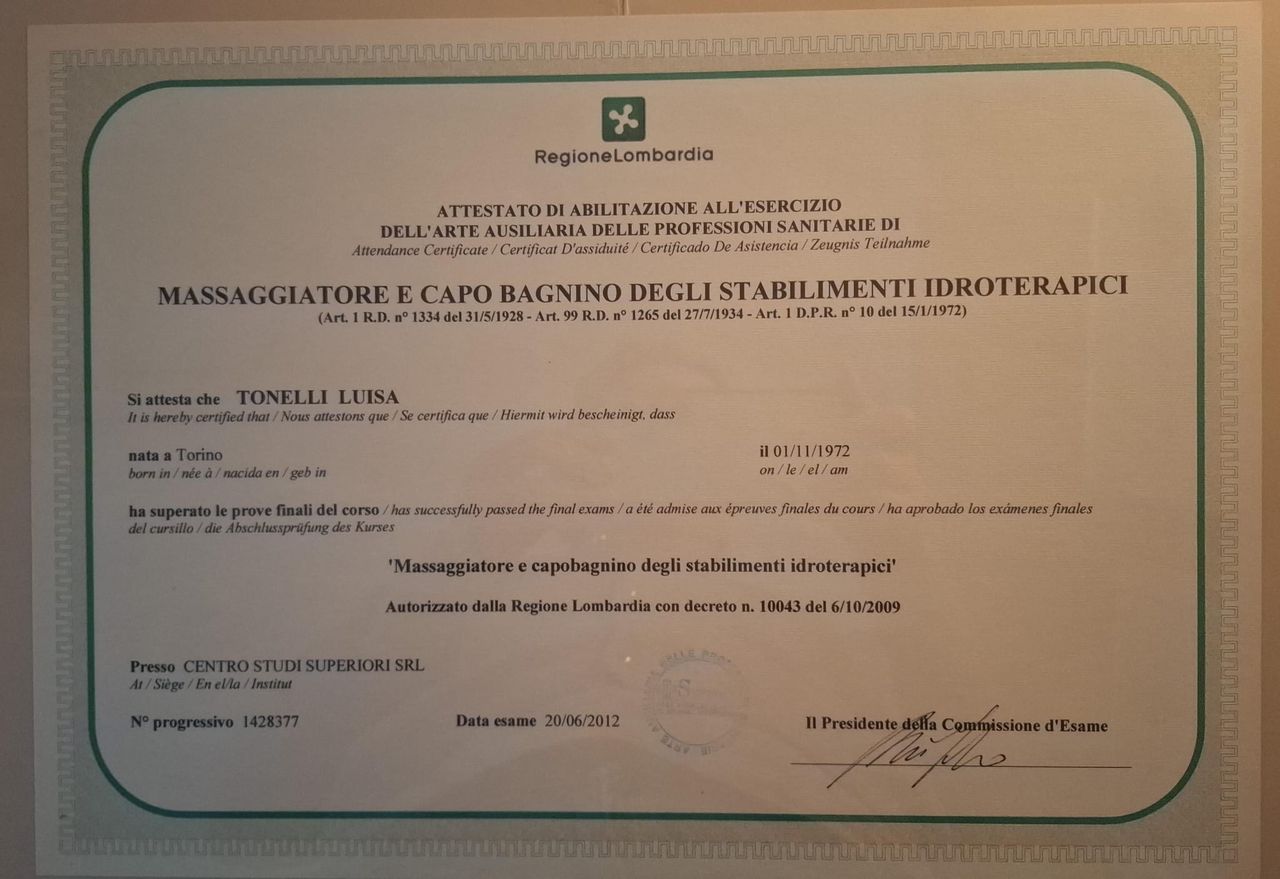 RegioneLombardia
ATTESTATO DI ABILITAZIONE ALL'ESERCIZIO
DELL'ARTE AUSILIARIA DELLE PROFESSIONI SANITARIE DI
Attendance Certificate / Certificat D'assiduité / Certificado De Asistencia / Zeugnis Teilnahme
MASSAGGIATORE E CAPO BAGNINO DEGLI STABILIMENTI IDROTERAPICI
(Art. 1 R.D. n° 1334 del 31/5/1928 - Art. 99 R.D. n° 1265 del 27/7/1934 - Art. 1 D.P.R. n° 10 del 15/1/1972)
Si attesta che TONELLI LUISA
It is hereby certified that / Nous attestons que / Se certifica que / Hiermit wird bescheinigt, dass
nata a Torino il 01/11/1972
born in / née à / nacida en / geb in on / le / el / am
ha superato le prove finali del corso / has successfully passed the final exams / a été admise aux épreuves finales du cours / ha aprobado los exámenes finales
del cursillo / die Abschlussprüfung des Kurses
'Massaggiatore e capobagnino degli stabilimenti idroterapici'
Autorizzato dalla Regione Lombardia con decreto n. 10043 del 6/10/2009
Presso CENTRO STUDI SUPERIORI SRL
At / Siège / En el/la / Institut
N° progressivo 1428377 Data esame 20/06/2012 Il Presidente della Commissione d'Esame